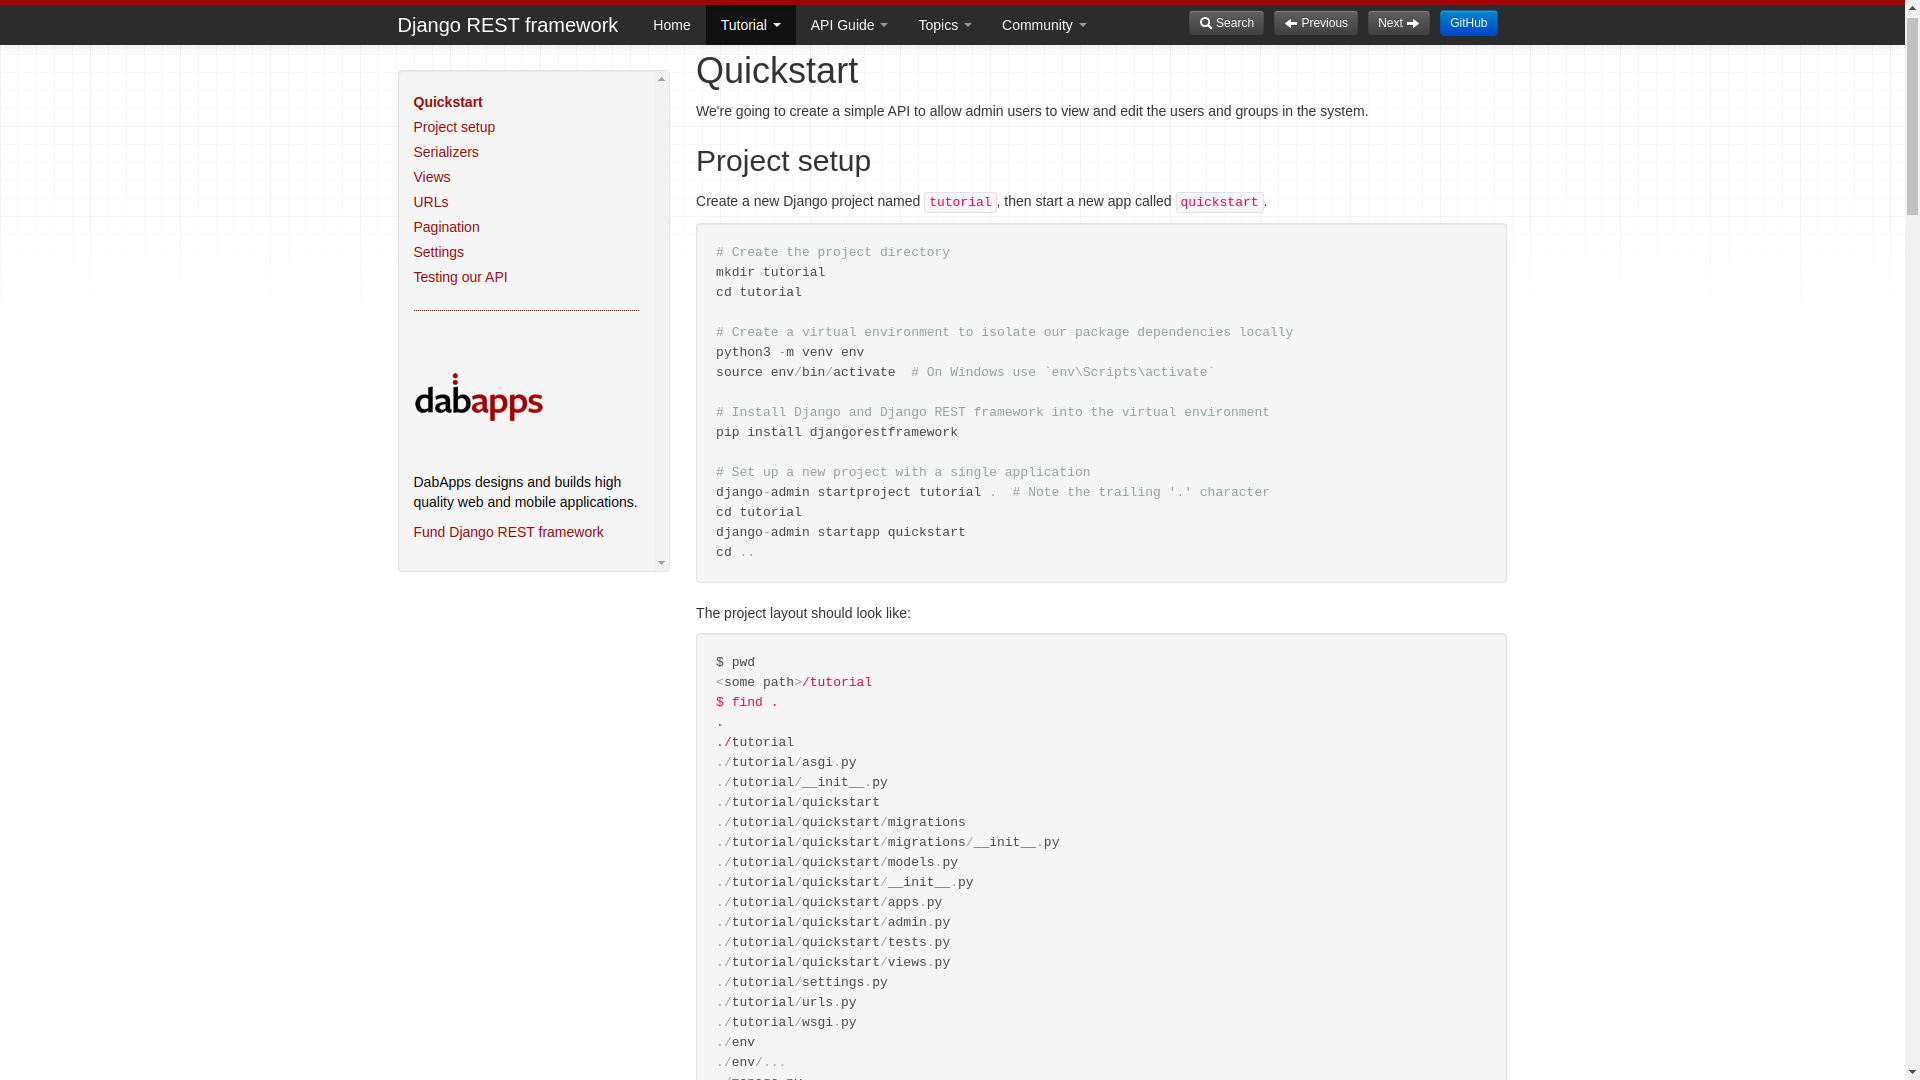 Django REST framework Home Tutorial API Guide Topics Community Search Previous Next GitHub
Quickstart
Project setup
Serializers
Views
URLs
Pagination
Settings
Testing our API
dabapps
DabApps designs and builds high
quality web and mobile applications.
Fund Django REST framework
Quickstart
We're going to create a simple API to allow admin users to view and edit the users and groups in the system.
Project setup
Create a new Django project named tutorial, then start a new app called quickstart.
# Create the project directory
mkdir tutorial
cd tutorial
# Create a virtual environment to isolate our package dependencies locally
python3 -m venv env
source env/bin/activate  # On Windows use `env\Scripts\activate`
# Install Django and Django REST framework into the virtual environment
pip install djangorestframework
# Set up a new project with a single application
django-admin startproject tutorial .  # Note the trailing '.' character
cd tutorial
django-admin startapp quickstart
cd ..
The project layout should look like:
$ pwd
<some path>/tutorial
$ find .
.
./tutorial
./tutorial/asgi.py
./tutorial/__init__.py
./tutorial/quickstart
./tutorial/quickstart/migrations
./tutorial/quickstart/migrations/__init__.py
./tutorial/quickstart/models.py
./tutorial/quickstart/__init__.py
./tutorial/quickstart/apps.py
./tutorial/quickstart/admin.py
./tutorial/quickstart/tests.py
./tutorial/quickstart/views.py
./tutorial/settings.py
./tutorial/urls.py
./tutorial/wsgi.py
./env
./env/...